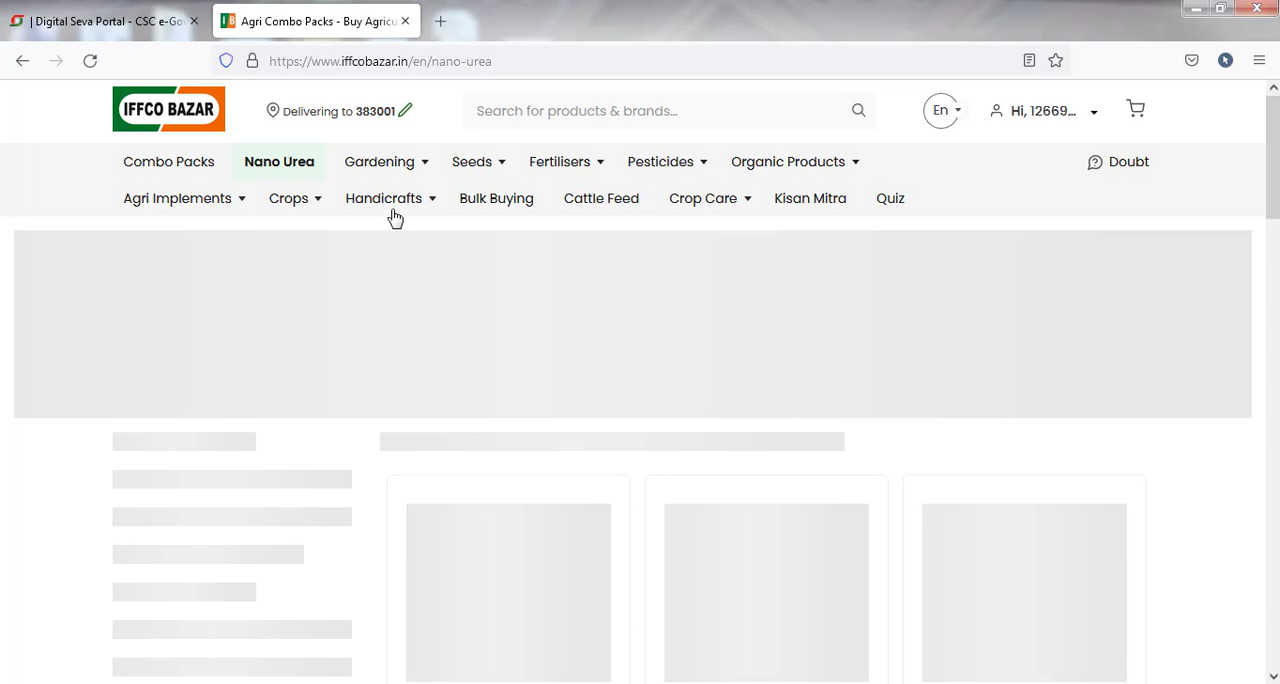 | Digital Seva Portal - CSC e-Gov
Agri Combo Packs - Buy Agricu
https://www.iffcobazar.in/en/nano-urea
IFFCO BAZAR
Delivering to 383001
Search for products & brands...
En
Hi, 12669...
Combo Packs
Nano Urea
Gardening
Seeds
Fertilisers
Pesticides
Organic Products
Doubt
Agri Implements
Crops
Handicrafts
Bulk Buying
Cattle Feed
Crop Care
Kisan Mitra
Quiz